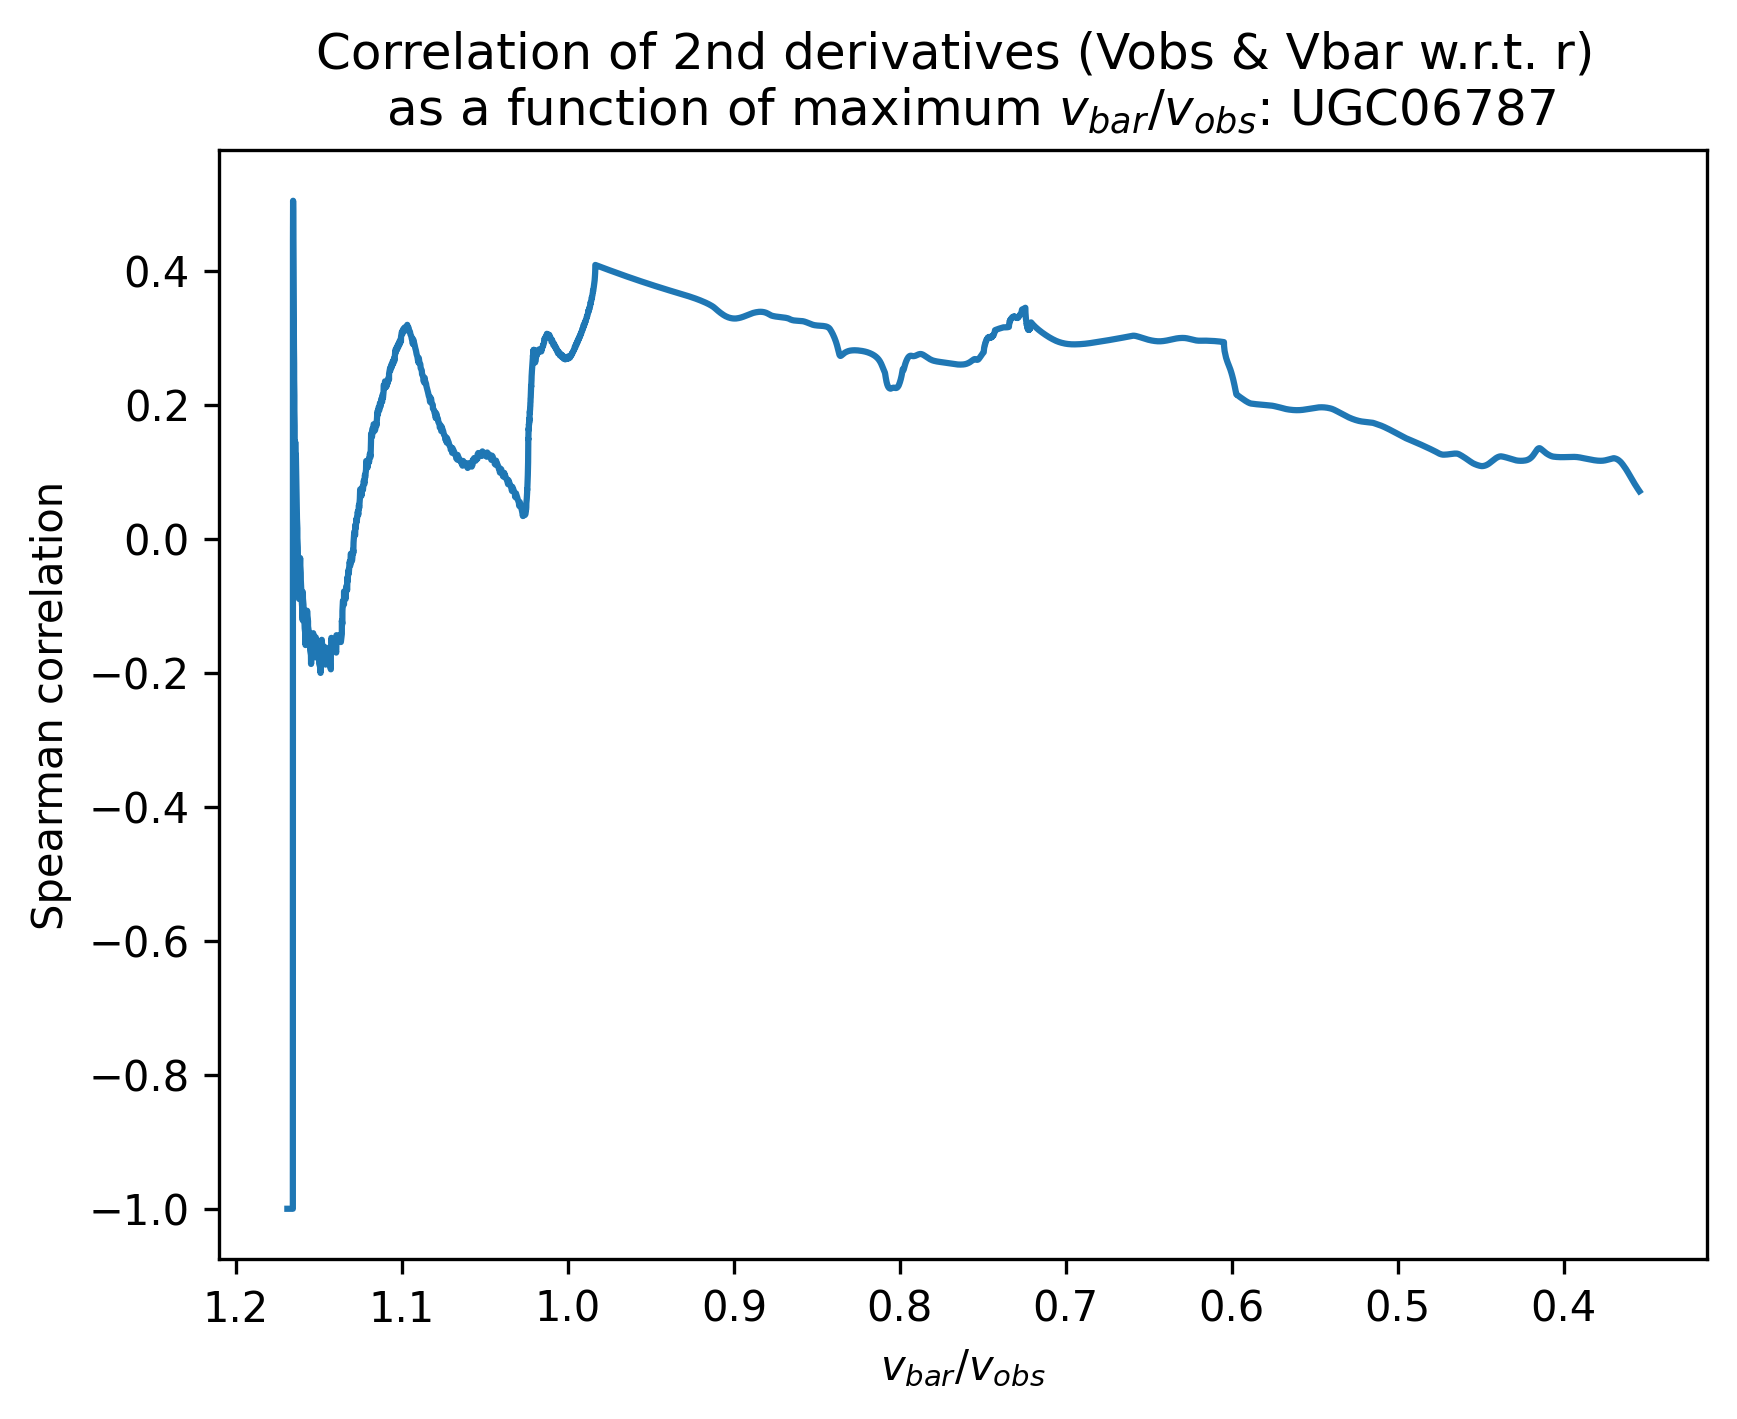 Correlation of 2nd derivatives (Vobs & Vbar w.r.t. r)
as a function of maximum v_bar/v_obs: UGC06787
Spearman correlation
0.4
0.2
0.0
−0.2
−0.4
−0.6
−0.8
−1.0
1.2 1.1 1.0 0.9 0.8 0.7 0.6 0.5 0.4
v_bar/v_obs